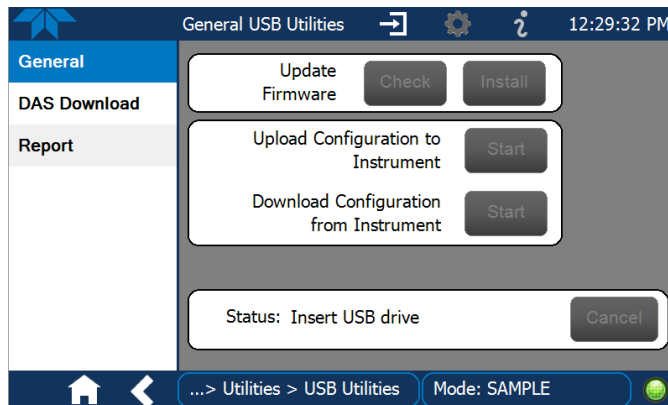 General USB Utilities
12:29:32 PM
General
DAS Download
Report
Update
Firmware
Check
Install
Upload Configuration to
Instrument
Start
Download Configuration
from Instrument
Start
Status: Insert USB drive
Cancel
...> Utilities > USB Utilities
Mode: SAMPLE